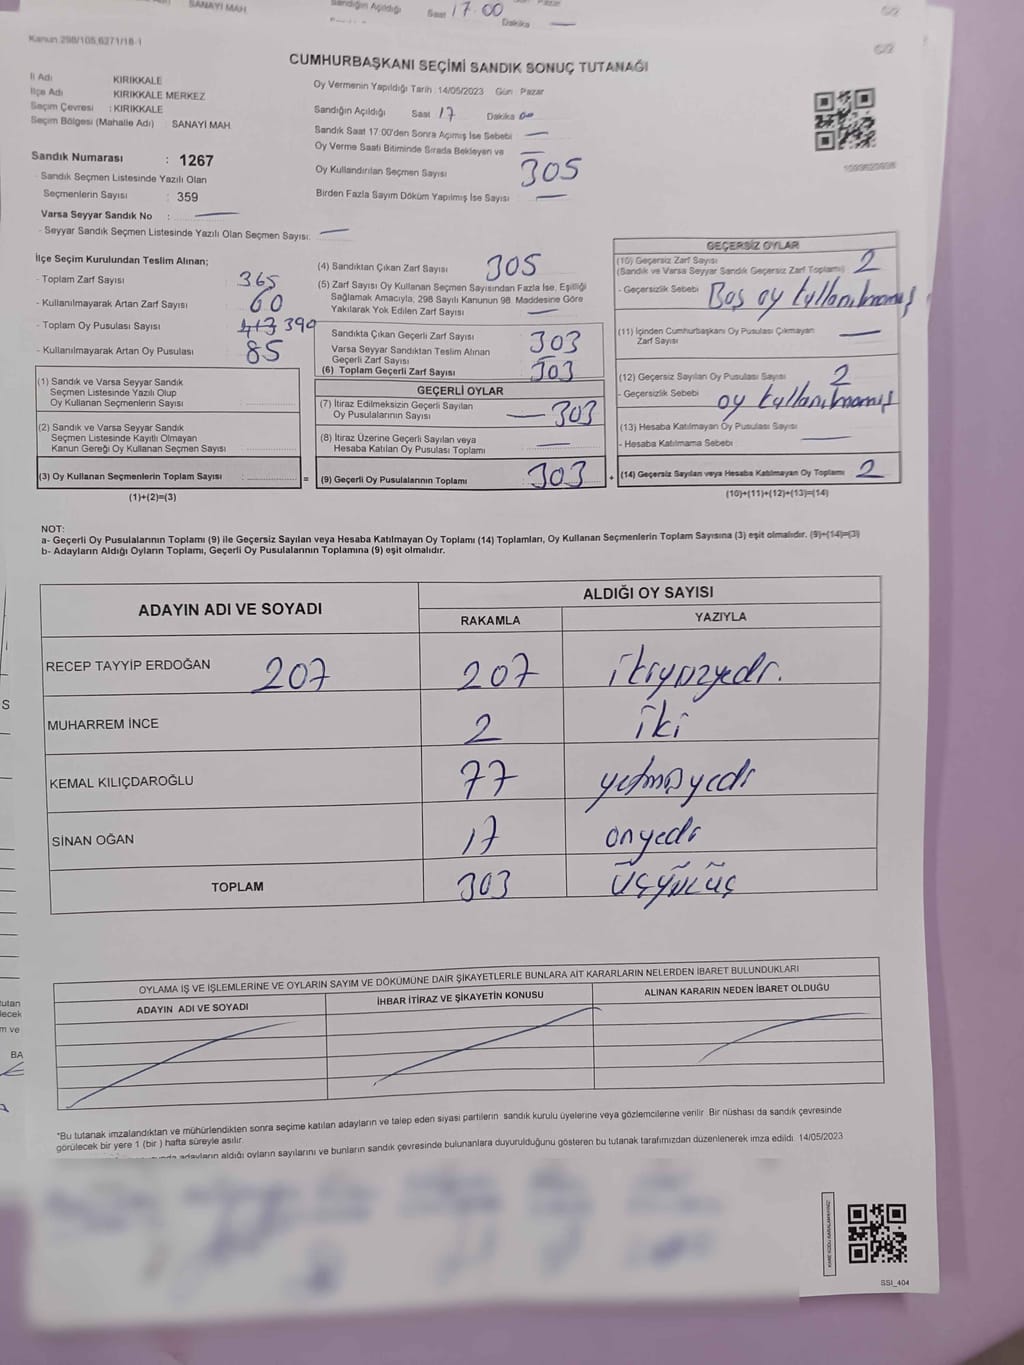 SANAYİ MAH.
Sandığın Açıldığı Saat 17.00 Dakika —
Kanun:298/105,6271/18-1
CUMHURBAŞKANI SEÇİMİ SANDIK SONUÇ TUTANAĞI
İl Adı KIRIKKALE
İlçe Adı KIRIKKALE MERKEZ
Seçim Çevresi : KIRIKKALE
Seçim Bölgesi (Mahalle Adı) SANAYİ MAH.
Oy Vermenin Yapıldığı Tarih :14/05/2023 Gün : Pazar
Sandığın Açıldığı Saat 17 Dakika 00
Sandık Saat 17:00'den Sonra Açılmış İse Sebebi —
Oy Verme Saati Bitiminde Sırada Bekleyen ve —
Oy Kullandırılan Seçmen Sayısı 305
Birden Fazla Sayım Döküm Yapılmış İse Sayısı —
Sandık Numarası : 1267
- Sandık Seçmen Listesinde Yazılı Olan
Seçmenlerin Sayısı : 359
Varsa Seyyar Sandık No : —
- Seyyar Sandık Seçmen Listesinde Yazılı Olan Seçmen Sayısı: —
İlçe Seçim Kurulundan Teslim Alınan;
- Toplam Zarf Sayısı 365
- Kullanılmayarak Artan Zarf Sayısı 60
- Toplam Oy Pusulası Sayısı 413 390
- Kullanılmayarak Artan Oy Pusulası 85
(1) Sandık ve Varsa Seyyar Sandık
Seçmen Listesinde Yazılı Olup
Oy Kullanan Seçmenlerin Sayısı
(2) Sandık ve Varsa Seyyar Sandık
Seçmen Listesinde Kayıtlı Olmayan
Kanun Gereği Oy Kullanan Seçmen Sayısı
(3) Oy Kullanan Seçmenlerin Toplam Sayısı
(1)+(2)=(3)
(4) Sandıktan Çıkan Zarf Sayısı 305
(5) Zarf Sayısı Oy Kullanan Seçmen Sayısından Fazla İse, Eşitliği
Sağlamak Amacıyla, 298 Sayılı Kanunun 98. Maddesine Göre
Yakılarak Yok Edilen Zarf Sayısı —
Sandıkta Çıkan Geçerli Zarf Sayısı 303
Varsa Seyyar Sandıktan Teslim Alınan
Geçerli Zarf Sayısı —
(6) Toplam Geçerli Zarf Sayısı 303
GEÇERLİ OYLAR
(7) İtiraz Edilmeksizin Geçerli Sayılan
Oy Pusulalarının Sayısı — 303
(8) İtiraz Üzerine Geçerli Sayılan veya
Hesaba Katılan Oy Pusulası Toplamı —
= (9) Geçerli Oy Pusulalarının Toplamı 303 +
GEÇERSİZ OYLAR
(10) Geçersiz Zarf Sayısı 2
(Sandık ve Varsa Seyyar Sandık Geçersiz Zarf Toplamı)
- Geçersizlik Sebebi Boş oy kullanılmamış
(11) İçinden Cumhurbaşkanı Oy Pusulası Çıkmayan
Zarf Sayısı —
(12) Geçersiz Sayılan Oy Pusulası Sayısı 2
- Geçersizlik Sebebi oy kullanılmamış
(13) Hesaba Katılmayan Oy Pusulası Sayısı
- Hesaba Katılmama Sebebi —
(14) Geçersiz Sayılan veya Hesaba Katılmayan Oy Toplamı 2
(10)+(11)+(12)+(13)=(14)
NOT:
a- Geçerli Oy Pusulalarının Toplamı (9) ile Geçersiz Sayılan veya Hesaba Katılmayan Oy Toplamı (14) Toplamları, Oy Kullanan Seçmenlerin Toplam Sayısına (3) eşit olmalıdır. (9)+(14)=(3)
b- Adayların Aldığı Oyların Toplamı, Geçerli Oy Pusulalarının Toplamına (9) eşit olmalıdır.
ADAYIN ADI VE SOYADI ALDIĞI OY SAYISI
RAKAMLA YAZIYLA
RECEP TAYYİP ERDOĞAN 207 207 ikiyüzyedi.
MUHARREM İNCE 2 iki
KEMAL KILIÇDAROĞLU 77 yetmişyedi
SİNAN OĞAN 17 onyedi
TOPLAM 303 üçyüzüç
OYLAMA İŞ VE İŞLEMLERİNE VE OYLARIN SAYIM VE DÖKÜMÜNE DAİR ŞİKAYETLERLE BUNLARA AİT KARARLARIN NELERDEN İBARET BULUNDUKLARI
ADAYIN ADI VE SOYADI İHBAR İTİRAZ VE ŞİKAYETİN KONUSU ALINAN KARARIN NEDEN İBARET OLDUĞU
*Bu tutanak imzalandıktan ve mühürlendikten sonra seçime katılan adayların ve talep eden siyasi partilerin sandık kurulu üyelerine veya gözlemcilerine verilir Bir nüshası da sandık çevresinde
görülecek bir yere 1 (bir ) hafta süreyle asılır.
adayların aldığı oyların sayılarını ve bunların sandık çevresinde bulunanlara duyurulduğunu gösteren bu tutanak tarafımızdan düzenlenerek imza edildi. 14/05/2023
SSI_404